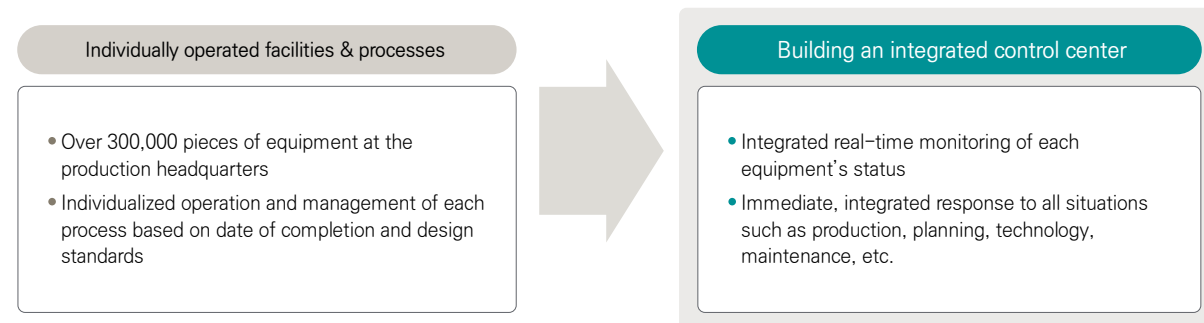 Individually operated facilities & processes
• Over 300,000 pieces of equipment at the
production headquarters
• Individualized operation and management of each
process based on date of completion and design
standards
Building an integrated control center
• Integrated real-time monitoring of each
equipment's status
• Immediate, integrated response to all situations
such as production, planning, technology,
maintenance, etc.